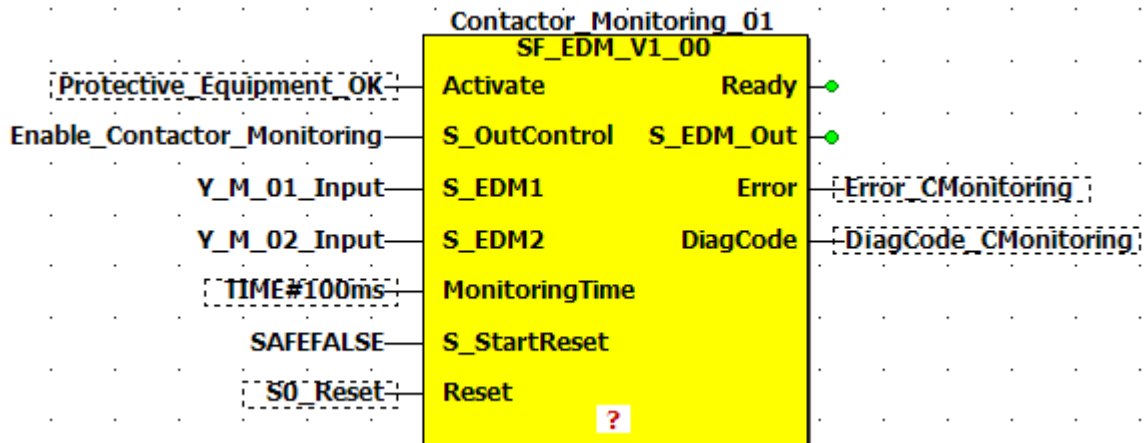 Contactor_Monitoring_01
SF_EDM_V1_00
Protective_Equipment_OK Activate Ready
Enable_Contactor_Monitoring S_OutControl S_EDM_Out
Y_M_01_Input S_EDM1 Error Error_CMonitoring
Y_M_02_Input S_EDM2 DiagCode DiagCode_CMonitoring
TIME#100ms MonitoringTime
SAFEFALSE S_StartReset
S0_Reset Reset
?